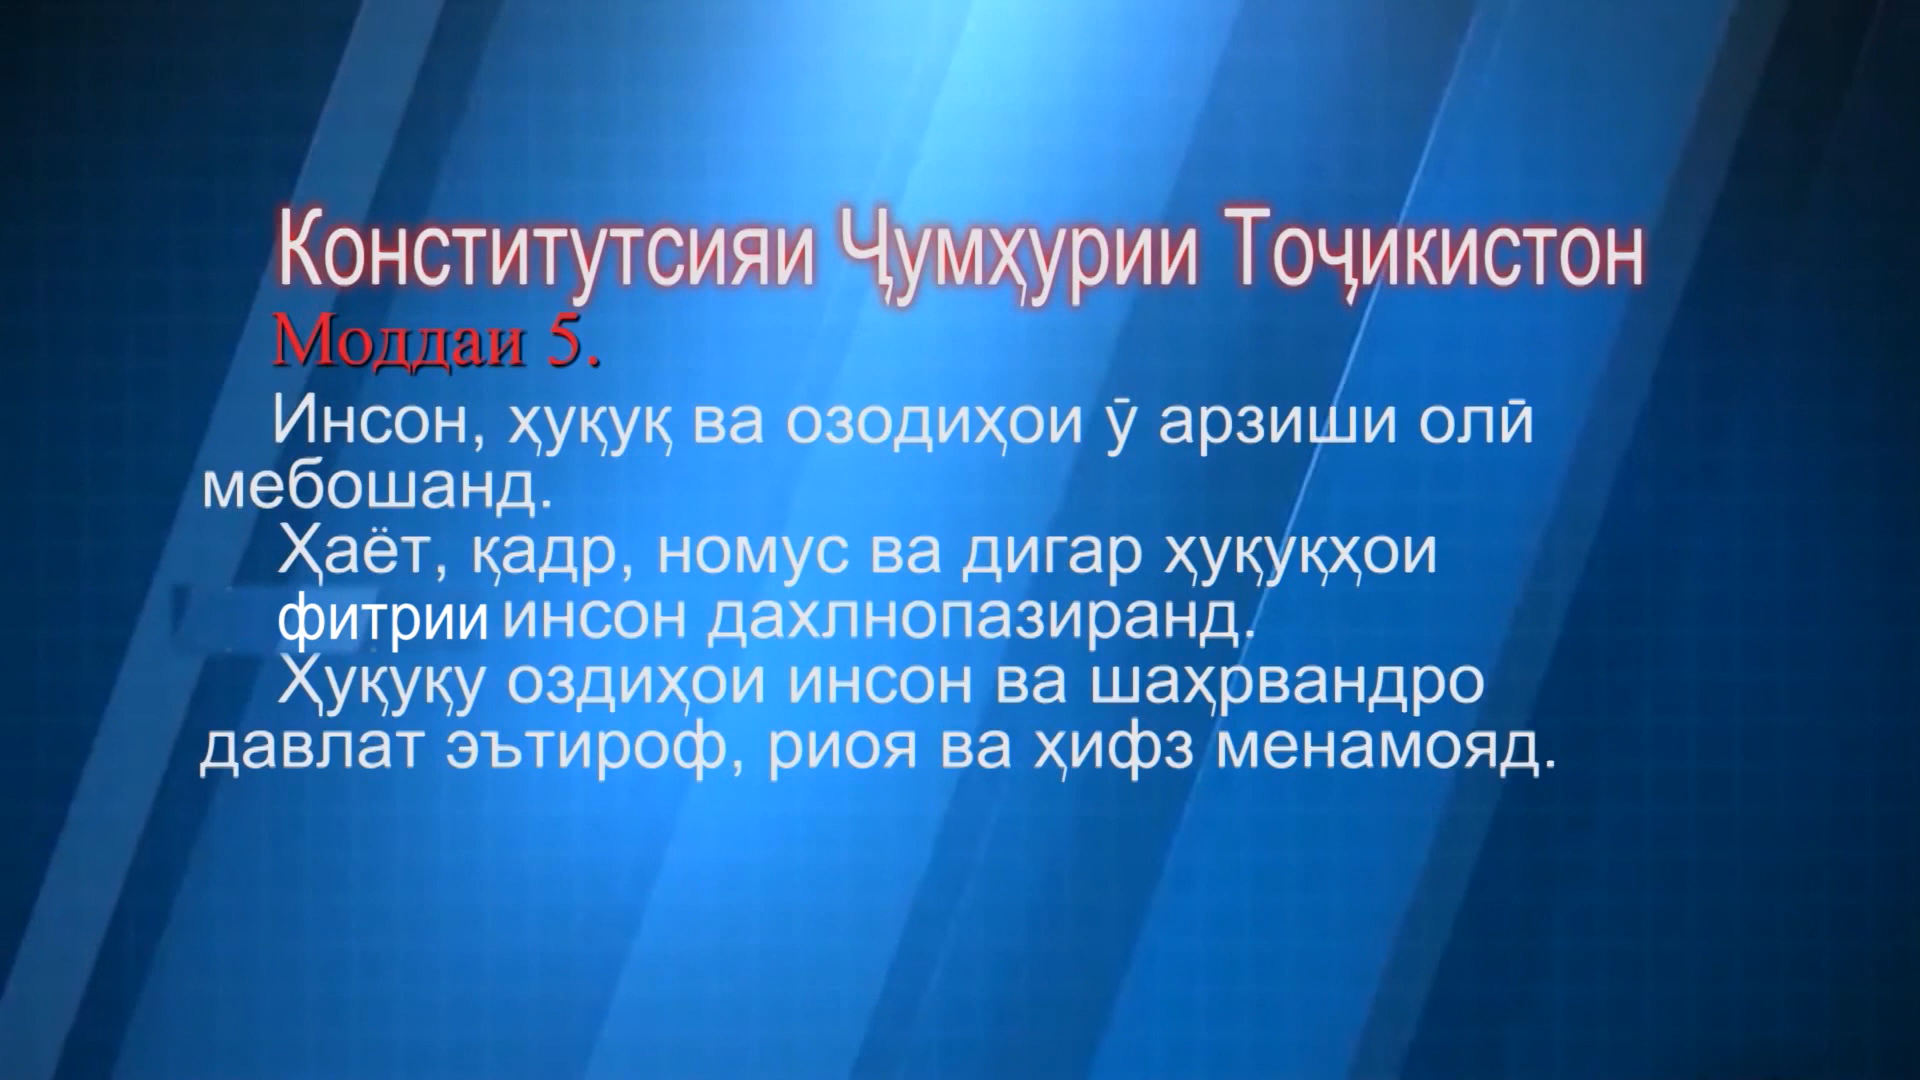 Конститутсияи Ҷумҳурии Тоҷикистон
Моддаи 5.
Инсон, ҳуқуқ ва озодиҳои ӯ арзиши олӣ
мебошанд.
Ҳаёт, қадр, номус ва дигар ҳуқуқҳои
фитрии инсон дахлнопазиранд.
Ҳуқуқу оздиҳои инсон ва шаҳрвандро
давлат эътироф, риоя ва ҳифз менамояд.